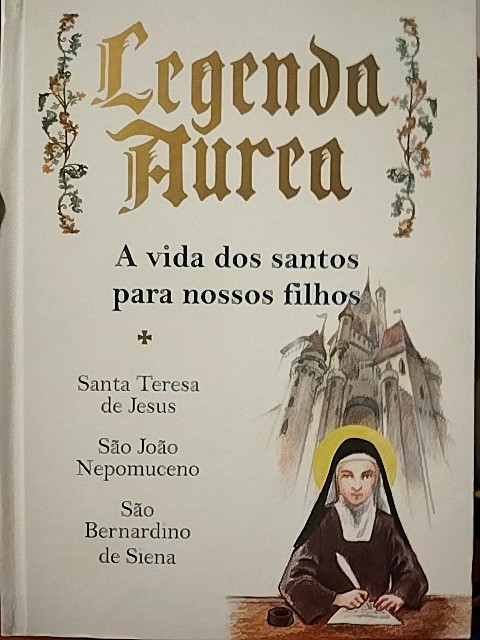 Legenda
Aurea
A vida dos santos
para nossos filhos
Santa Teresa
de Jesus
São João
Nepomuceno
São
Bernardino
de Siena